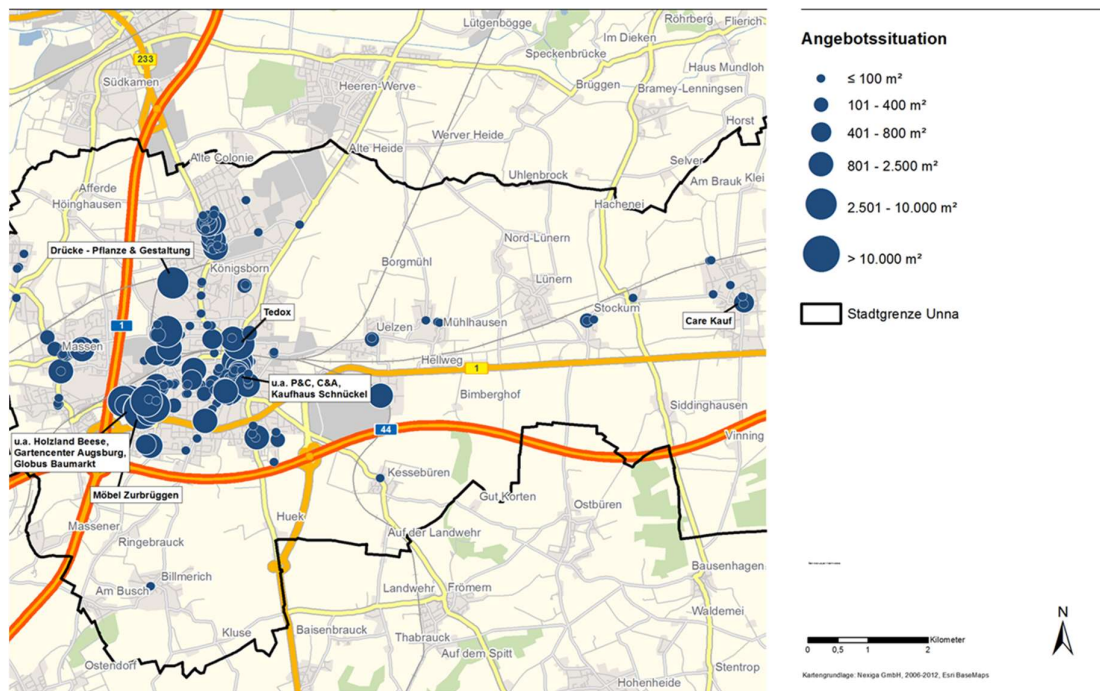 Lütgenbögge
Röhrberg
Flierich
Im Dieken
Speckenbrücke
233
Haus Mundloh
Südkamen
Heeren-Werve
Brüggen
Bramey-Lenningsen
Horst
Werver Heide
Alte Heide
Alte Colonie
Selver
Uhlenbrock
Am Brauk
Klei
Afferde
Höinghausen
Hachenei
Drücke - Pflanze & Gestaltung
Nord-Lünern
Königsborn
Borgmühl
Lünern
Tedox
Stockum
Care Kauf
1
Uelzen
Mühlhausen
Massen
Hellweg
1
u.a. P&C, C&A,
Kaufhaus Schnückel
Bimberghof
Siddinghausen
44
Vinning
u.a. Holzland Beese,
Gartencenter Augsburg,
Globus Baumarkt
Kessebüren
Möbel Zurbrüggen
Gut Korten
Ostbüren
Huek
Massener
Auf der Landwehr
Ringebrauck
Bausenhagen
Billmerich
Am Busch
Landwehr
Frömern
Waldemei
Kluse
Baisenbrauck
Thabrauck
Auf dem Spitt
Ostendorf
Stentrop
Hohenheide
Angebotssituation
≤ 100 m²
101 - 400 m²
401 - 800 m²
801 - 2.500 m²
2.501 - 10.000 m²
> 10.000 m²
Stadtgrenze Unna
N
Kilometer
0 0,5 1 2
Kartengrundlage: Nexiga GmbH, 2006-2012, Esri BaseMaps